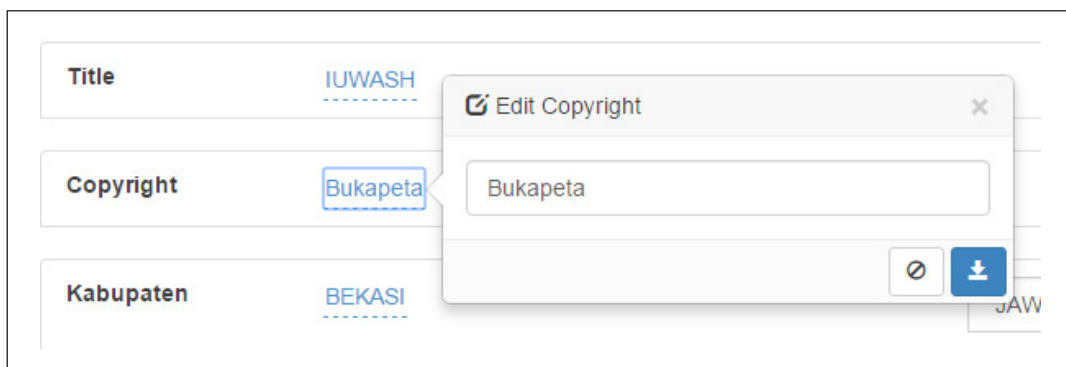 Title
IUWASH
Edit Copyright
Copyright
Bukapeta
Bukapeta
Kabupaten
BEKASI
JAW